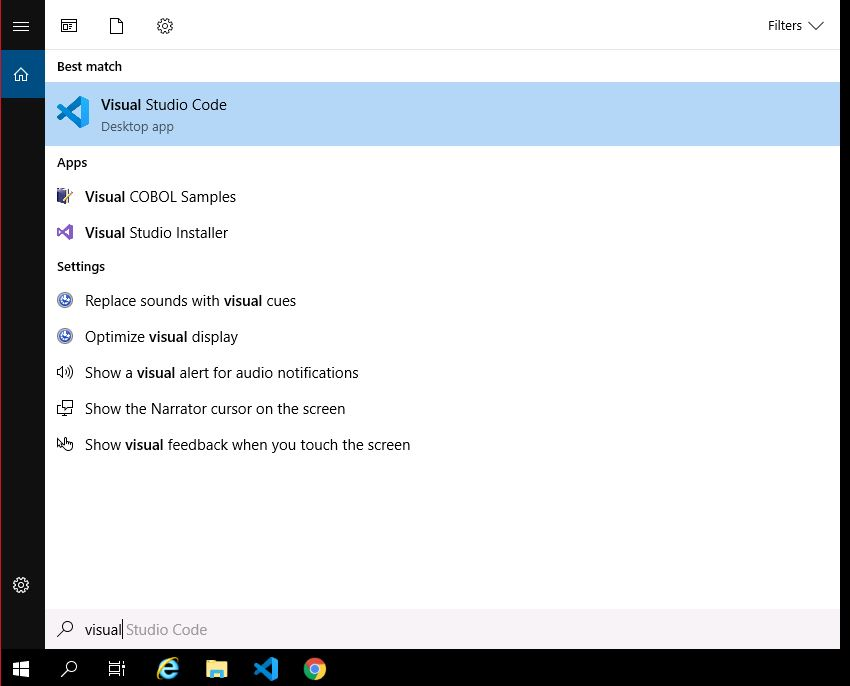 Filters
Best match
Visual Studio Code
Desktop app
Apps
Visual COBOL Samples
Visual Studio Installer
Settings
Replace sounds with visual cues
Optimize visual display
Show a visual alert for audio notifications
Show the Narrator cursor on the screen
Show visual feedback when you touch the screen
visual Studio Code